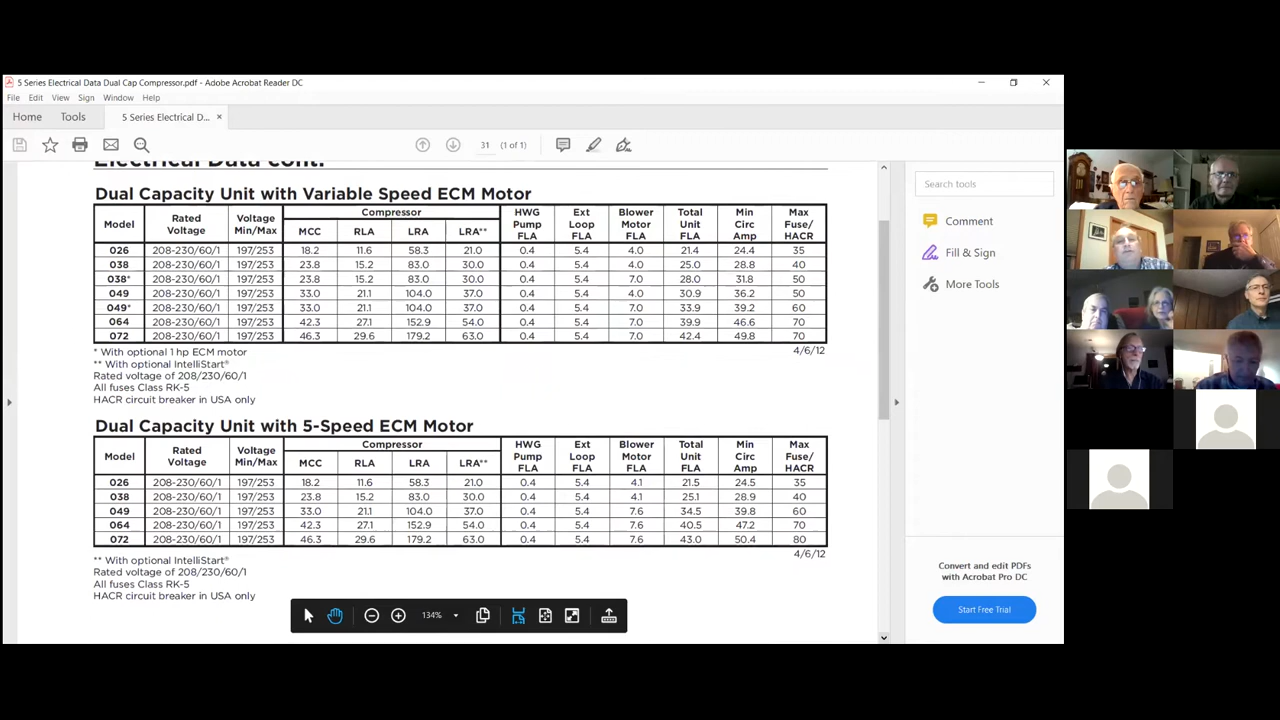 5 Series Electrical Data Dual Cap Compressor.pdf - Adobe Acrobat Reader DC
File Edit View Sign Window Help
Home Tools 5 Series Electrical D... ×
31 (1 of 1)
Electrical Data cont.
Dual Capacity Unit with Variable Speed ECM Motor
Model Rated Voltage Voltage Min/Max Compressor HWG Pump FLA Ext Loop FLA Blower Motor FLA Total Unit FLA Min Circ Amp Max Fuse/ HACR
MCC RLA LRA LRA**
026 208-230/60/1 197/253 18.2 11.6 58.3 21.0 0.4 5.4 4.0 21.4 24.4 35
038 208-230/60/1 197/253 23.8 15.2 83.0 30.0 0.4 5.4 4.0 25.0 28.8 40
038* 208-230/60/1 197/253 23.8 15.2 83.0 30.0 0.4 5.4 7.0 28.0 31.8 50
049 208-230/60/1 197/253 33.0 21.1 104.0 37.0 0.4 5.4 4.0 30.9 36.2 50
049* 208-230/60/1 197/253 33.0 21.1 104.0 37.0 0.4 5.4 7.0 33.9 39.2 60
064 208-230/60/1 197/253 42.3 27.1 152.9 54.0 0.4 5.4 7.0 39.9 46.6 70
072 208-230/60/1 197/253 46.3 29.6 179.2 63.0 0.4 5.4 7.0 42.4 49.8 70
* With optional 1 hp ECM motor 4/6/12
** With optional IntelliStart®
Rated voltage of 208/230/60/1
All fuses Class RK-5
HACR circuit breaker in USA only
Dual Capacity Unit with 5-Speed ECM Motor
Model Rated Voltage Voltage Min/Max Compressor HWG Pump FLA Ext Loop FLA Blower Motor FLA Total Unit FLA Min Circ Amp Max Fuse/ HACR
MCC RLA LRA LRA**
026 208-230/60/1 197/253 18.2 11.6 58.3 21.0 0.4 5.4 4.1 21.5 24.5 35
038 208-230/60/1 197/253 23.8 15.2 83.0 30.0 0.4 5.4 4.1 25.1 28.9 40
049 208-230/60/1 197/253 33.0 21.1 104.0 37.0 0.4 5.4 7.6 34.5 39.8 60
064 208-230/60/1 197/253 42.3 27.1 152.9 54.0 0.4 5.4 7.6 40.5 47.2 70
072 208-230/60/1 197/253 46.3 29.6 179.2 63.0 0.4 5.4 7.6 43.0 50.4 80
4/6/12
** With optional IntelliStart®
Rated voltage of 208/230/60/1
All fuses Class RK-5
HACR circuit breaker in USA only
134%
Search tools
Comment
Fill & Sign
More Tools
Convert and edit PDFs
with Acrobat Pro DC
Start Free Trial